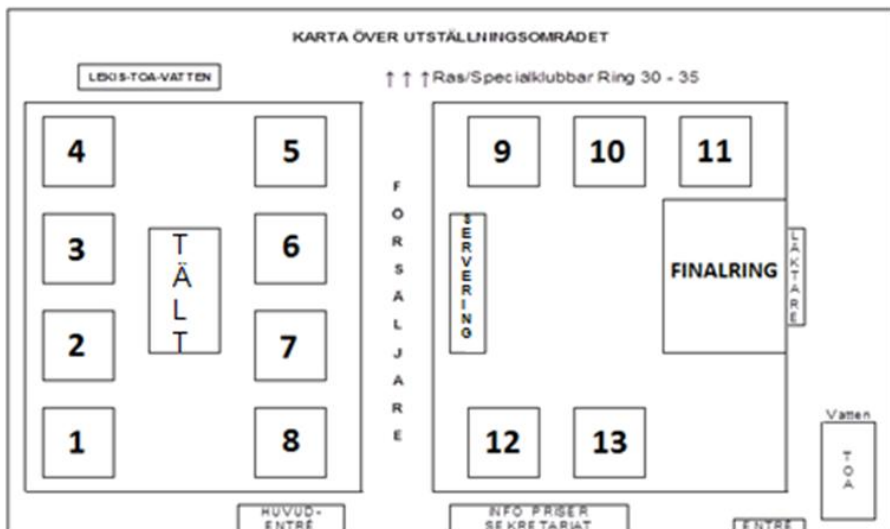 KARTA ÖVER UTSTÄLLNINGSOMRÅDET
LEKIS-TOA-VATTEN
↑ ↑ ↑ Ras/Specialklubbar Ring 30 - 35
4
5
9
10
11
3
6
2
7
1
8
12
13
TÄLT
FÖRSÄLJARE
SERVERING
FINALRING
LÄKTARE
Vatten
TOA
HUVUD-
ENTRÉ
INFO PRISER
SEKRETARIAT
ENTRÉ